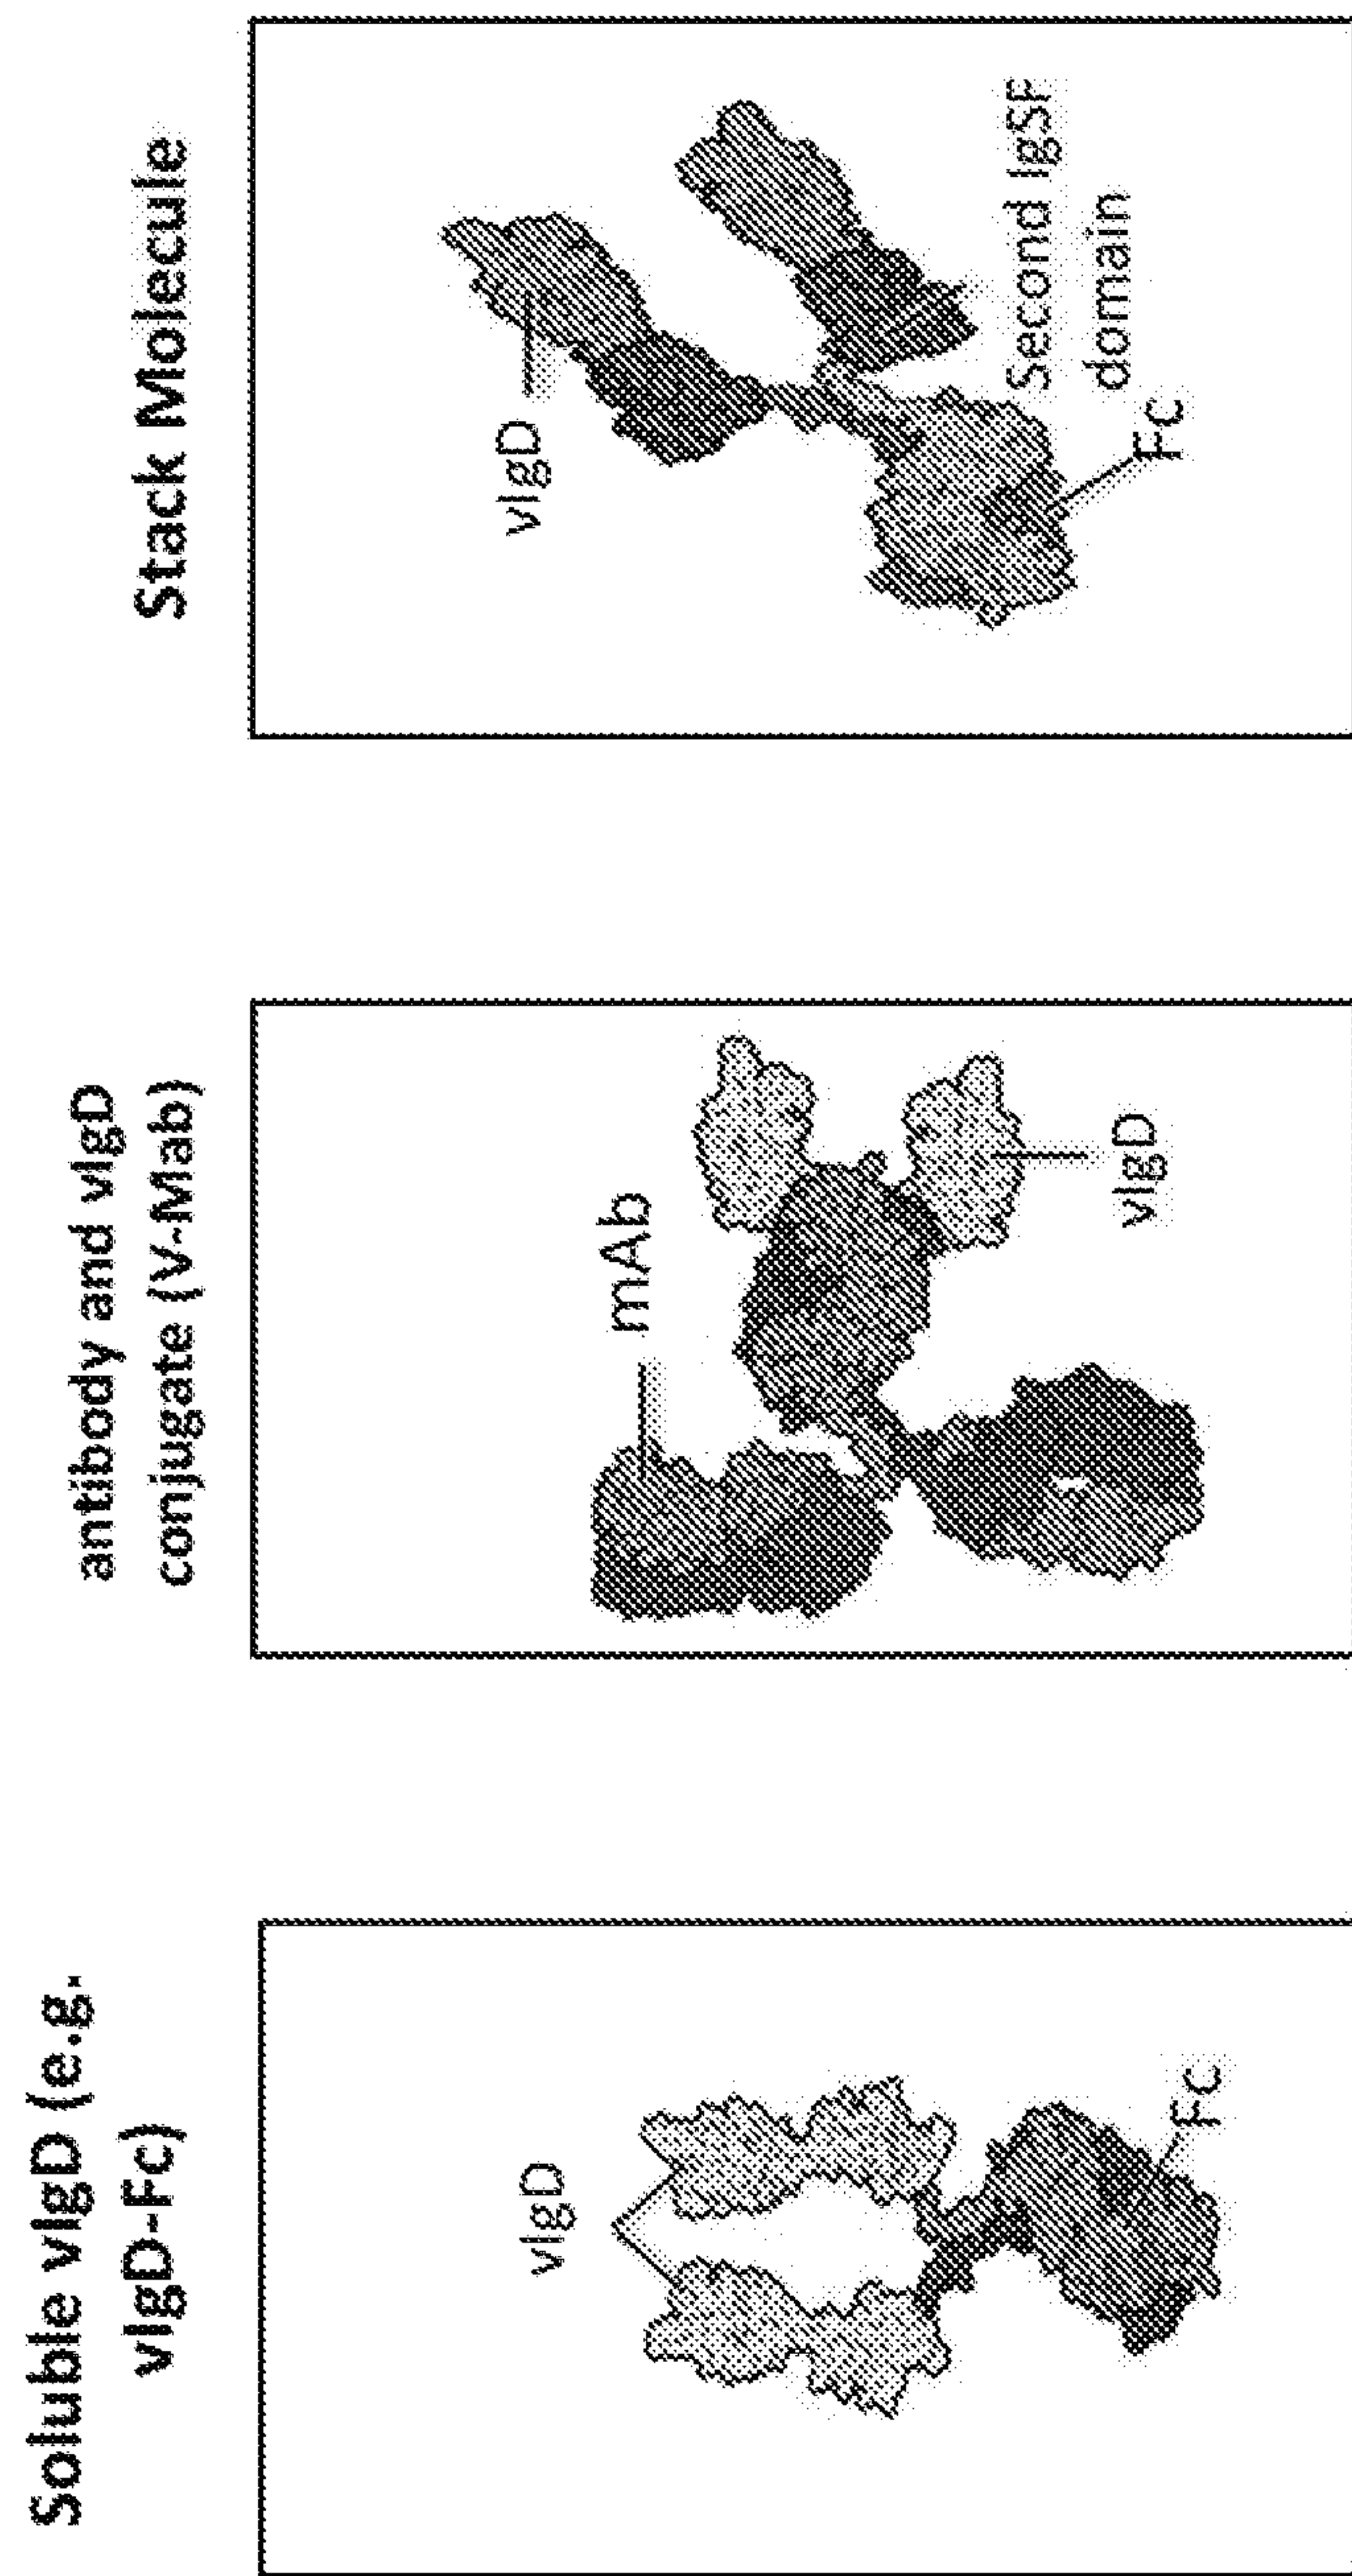 Soluble vIgD (e.g.
vIgD-Fc)
vIgD
Fc
antibody and vIgD
conjugate (V-Mab)
mAb
vIgD
Stack Molecule
vIgD
Second IgSF
domain
Fc